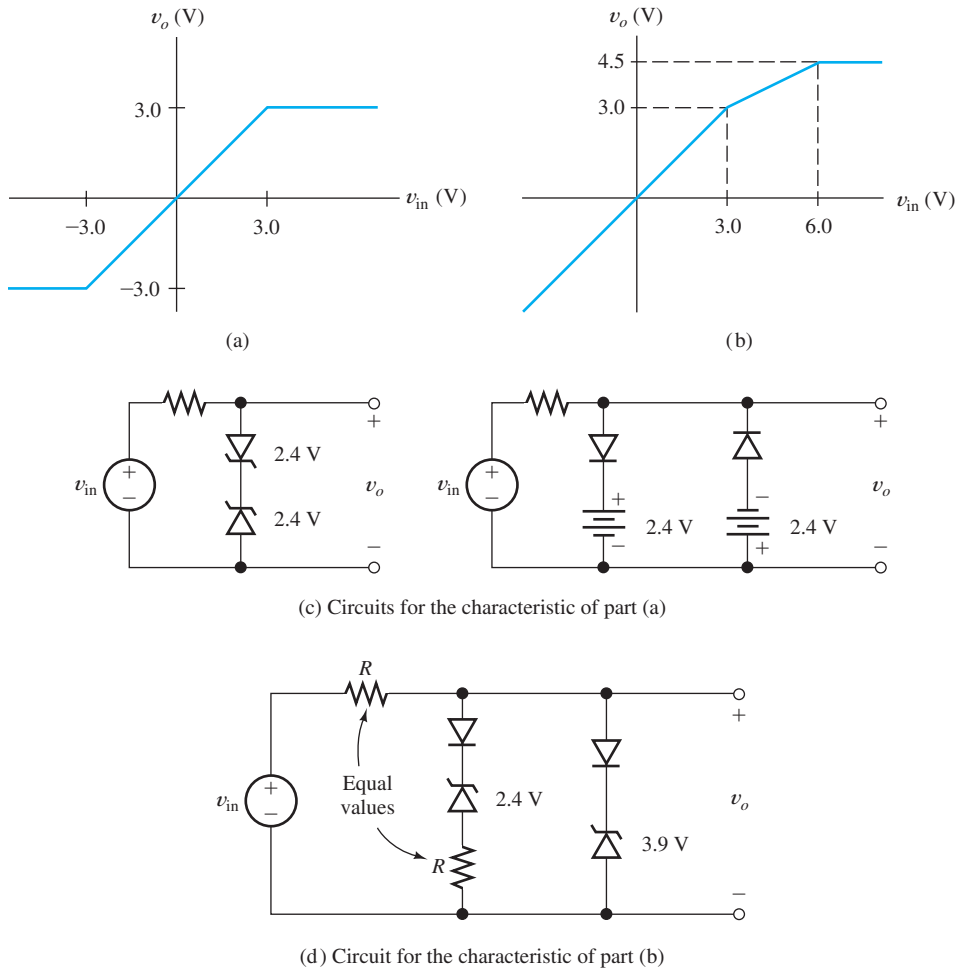 v_o (V)
3.0
v_in (V)
−3.0
3.0
−3.0
(a)
v_o (V)
4.5
3.0
v_in (V)
3.0
6.0
(b)
+
−
v_in
2.4 V
2.4 V
+
v_o
−
+
−
v_in
+
−
2.4 V
−
+
2.4 V
+
v_o
−
(c) Circuits for the characteristic of part (a)
R
Equal
values
+
−
v_in
2.4 V
R
3.9 V
+
v_o
−
(d) Circuit for the characteristic of part (b)